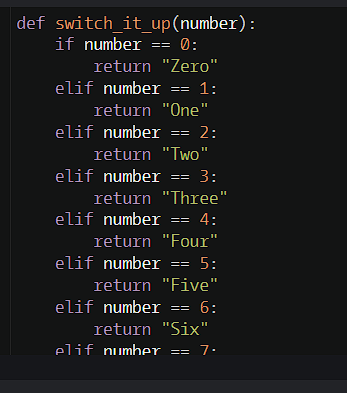 def switch_it_up(number):
    if number == 0:
        return "Zero"
    elif number == 1:
        return "One"
    elif number == 2:
        return "Two"
    elif number == 3:
        return "Three"
    elif number == 4:
        return "Four"
    elif number == 5:
        return "Five"
    elif number == 6:
        return "Six"
    elif number == 7: